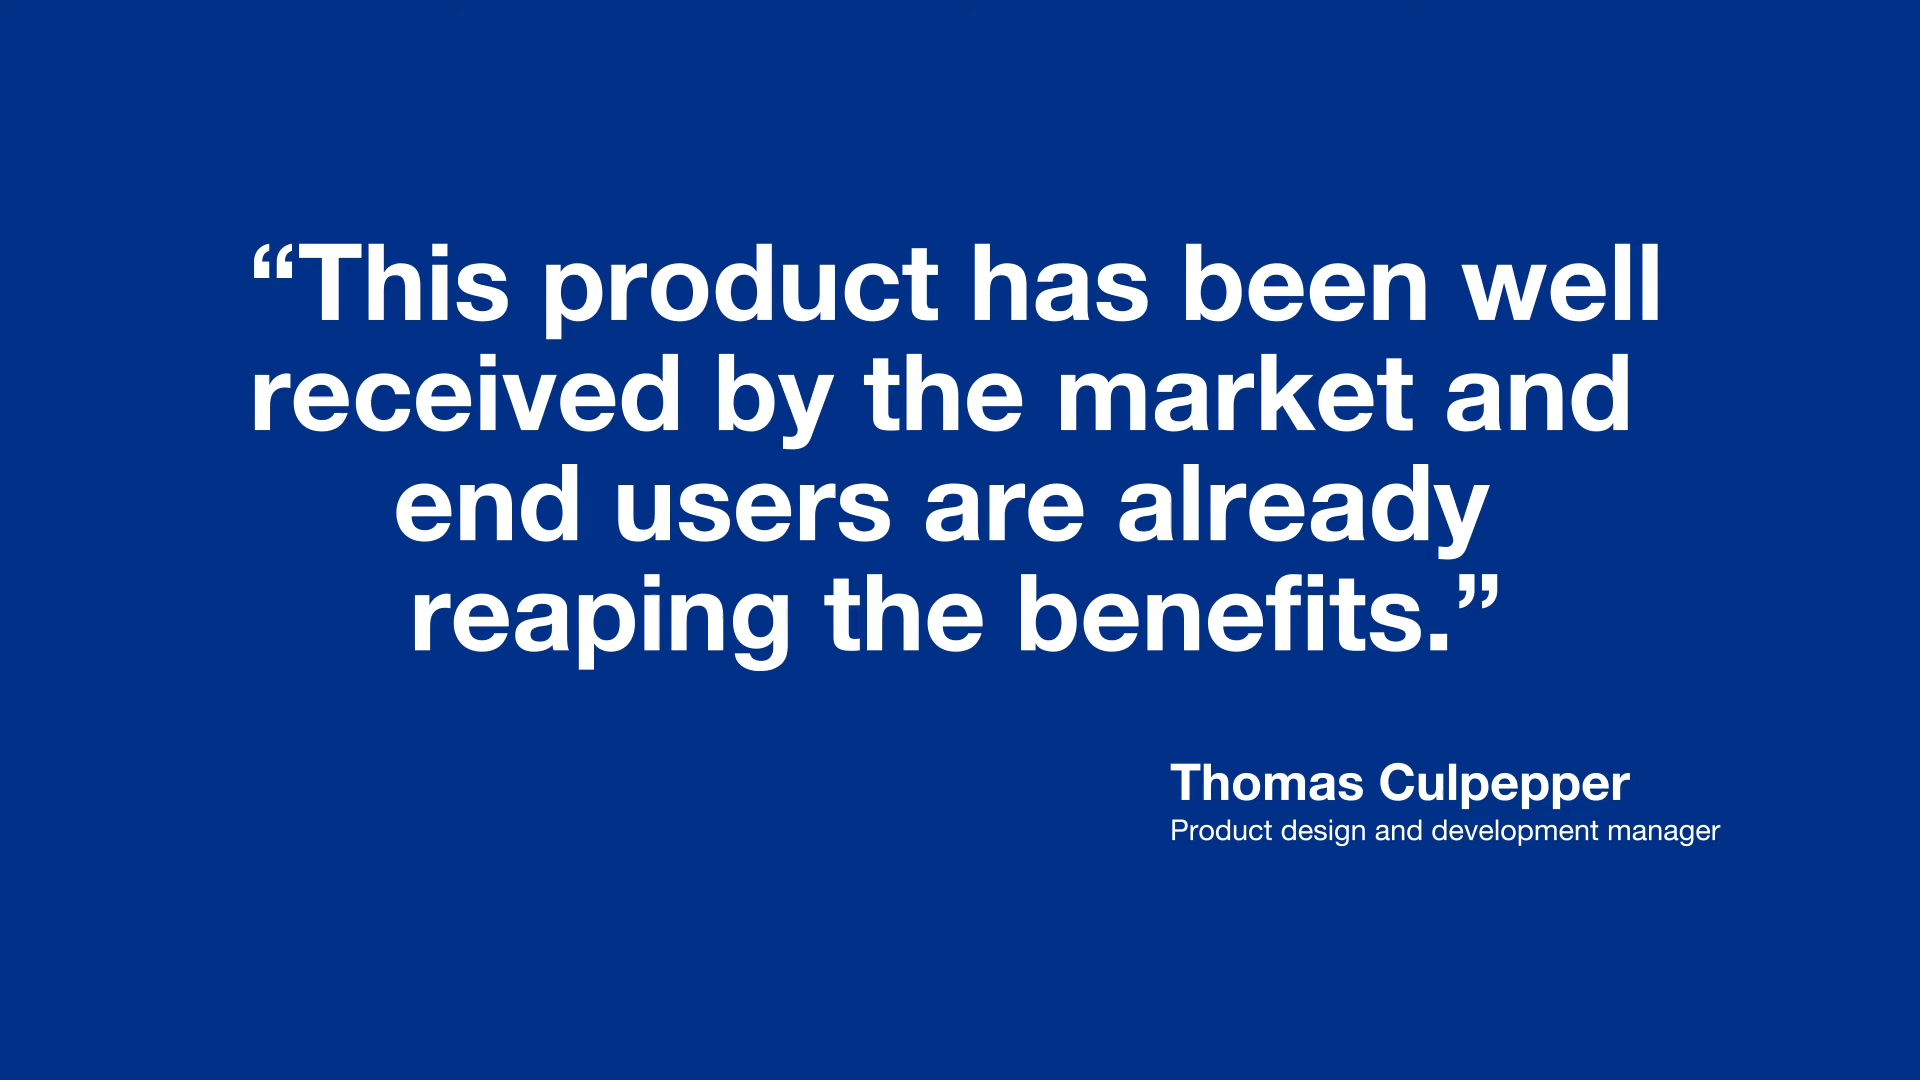 “This product has been well
received by the market and
end users are already
reaping the benefits.”
Thomas Culpepper
Product design and development manager